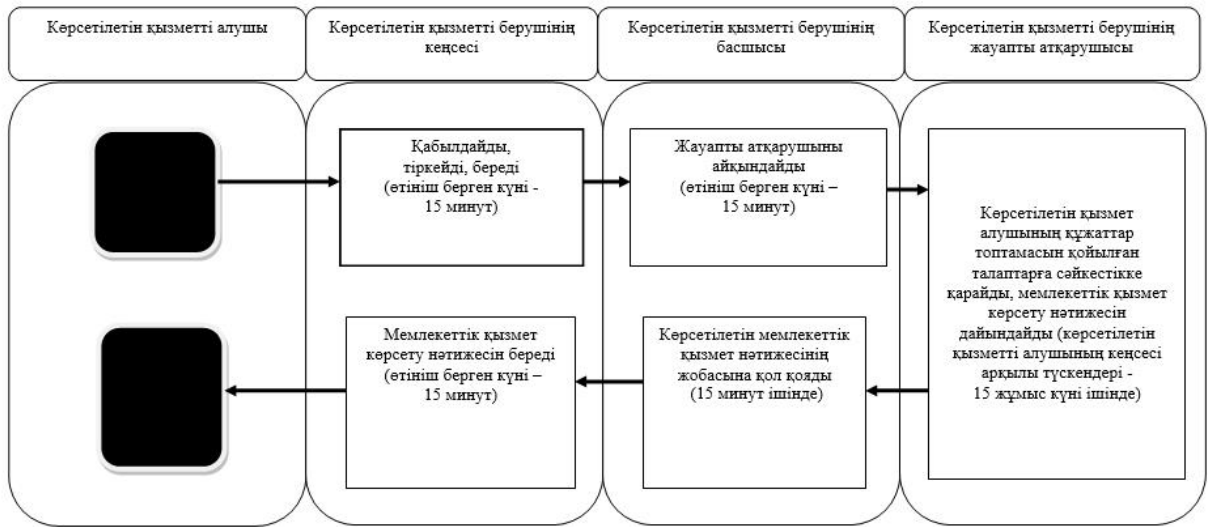 Көрсетілетін қызметті алушы
Көрсетілетін қызметті берушінің
кеңсесі
Көрсетілетін қызметті берушінің
басшысы
Көрсетілетін қызметті берушінің
жауапты атқарушысы
Қабылдайды,
тіркейді, береді
(өтініш берген күні -
15 минут)
Жауапты атқарушыны
айқындайды
(өтініш берген күні –
15 минут)
Көрсетілетін қызмет
алушының құжаттар
топтамасын қойылған
талаптарға сәйкестікке
қарайды, мемлекеттік қызмет
көрсету нәтижесін
дайындайды (көрсетілетін
қызметті алушының кеңсесі
арқылы түскендері -
15 жұмыс күні ішінде)
Көрсетілетін мемлекеттік
қызмет нәтижесінің
жобасына қол қояды
(15 минут ішінде)
Мемлекеттік қызмет
көрсету нәтижесін береді
(өтініш берген күні –
15 минут)